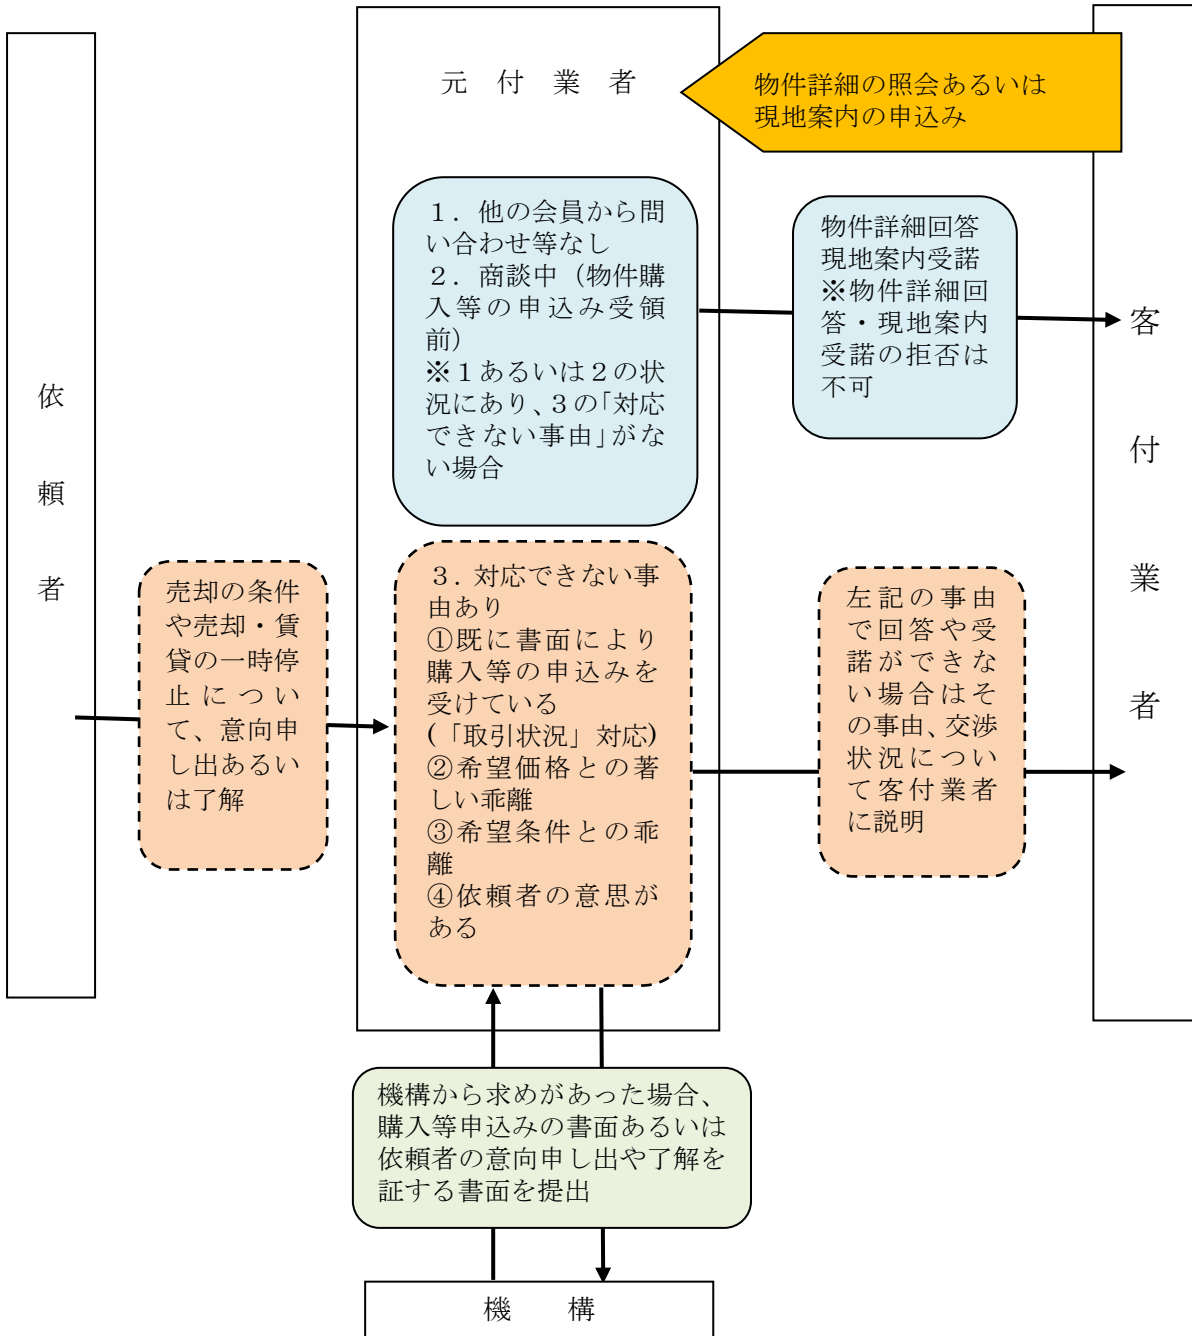 元付業者
物件詳細の照会あるいは
現地案内の申込み
1．他の会員から問
い合わせ等なし
2．商談中（物件購
入等の申込み受領
前）
※1あるいは2の状
況にあり、3の「対応
できない事由」がな
い場合
物件詳細回答
現地案内受諾
※物件詳細回
答・現地案内
受諾の拒否は
不可
依頼者
客付業者
売却の条件
や売却・賃
貸の一時停
止につい
て、意向申
し出あるい
は了解
3．対応できない事
由あり
①既に書面により
購入等の申込みを
受けている
(「取引状況」対応)
②希望価格との著
しい乖離
③希望条件との乖
離
④依頼者の意思が
ある
左記の事由
で回答や受
諾ができな
い場合はそ
の事由、交渉
状況につい
て客付業者
に説明
機構から求めがあった場合、
購入等申込みの書面あるいは
依頼者の意向申し出や了解を
証する書面を提出
機構